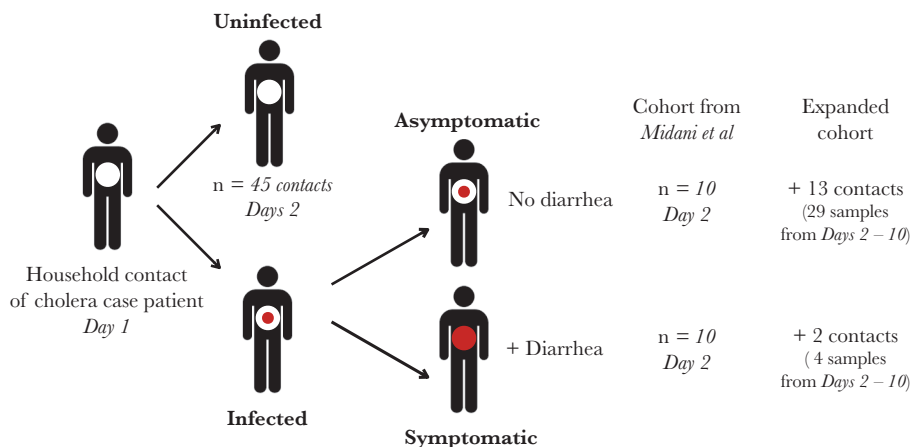 Uninfected
n = 45 contacts
Days 2
Household contact
of cholera case patient
Day 1
Infected
Asymptomatic
No diarrhea
Symptomatic
+ Diarrhea
Cohort from
Midani et al
n = 10
Day 2
n = 10
Day 2
Expanded
cohort
+ 13 contacts
(29 samples
from Days 2 – 10)
+ 2 contacts
( 4 samples
from Days 2 – 10)